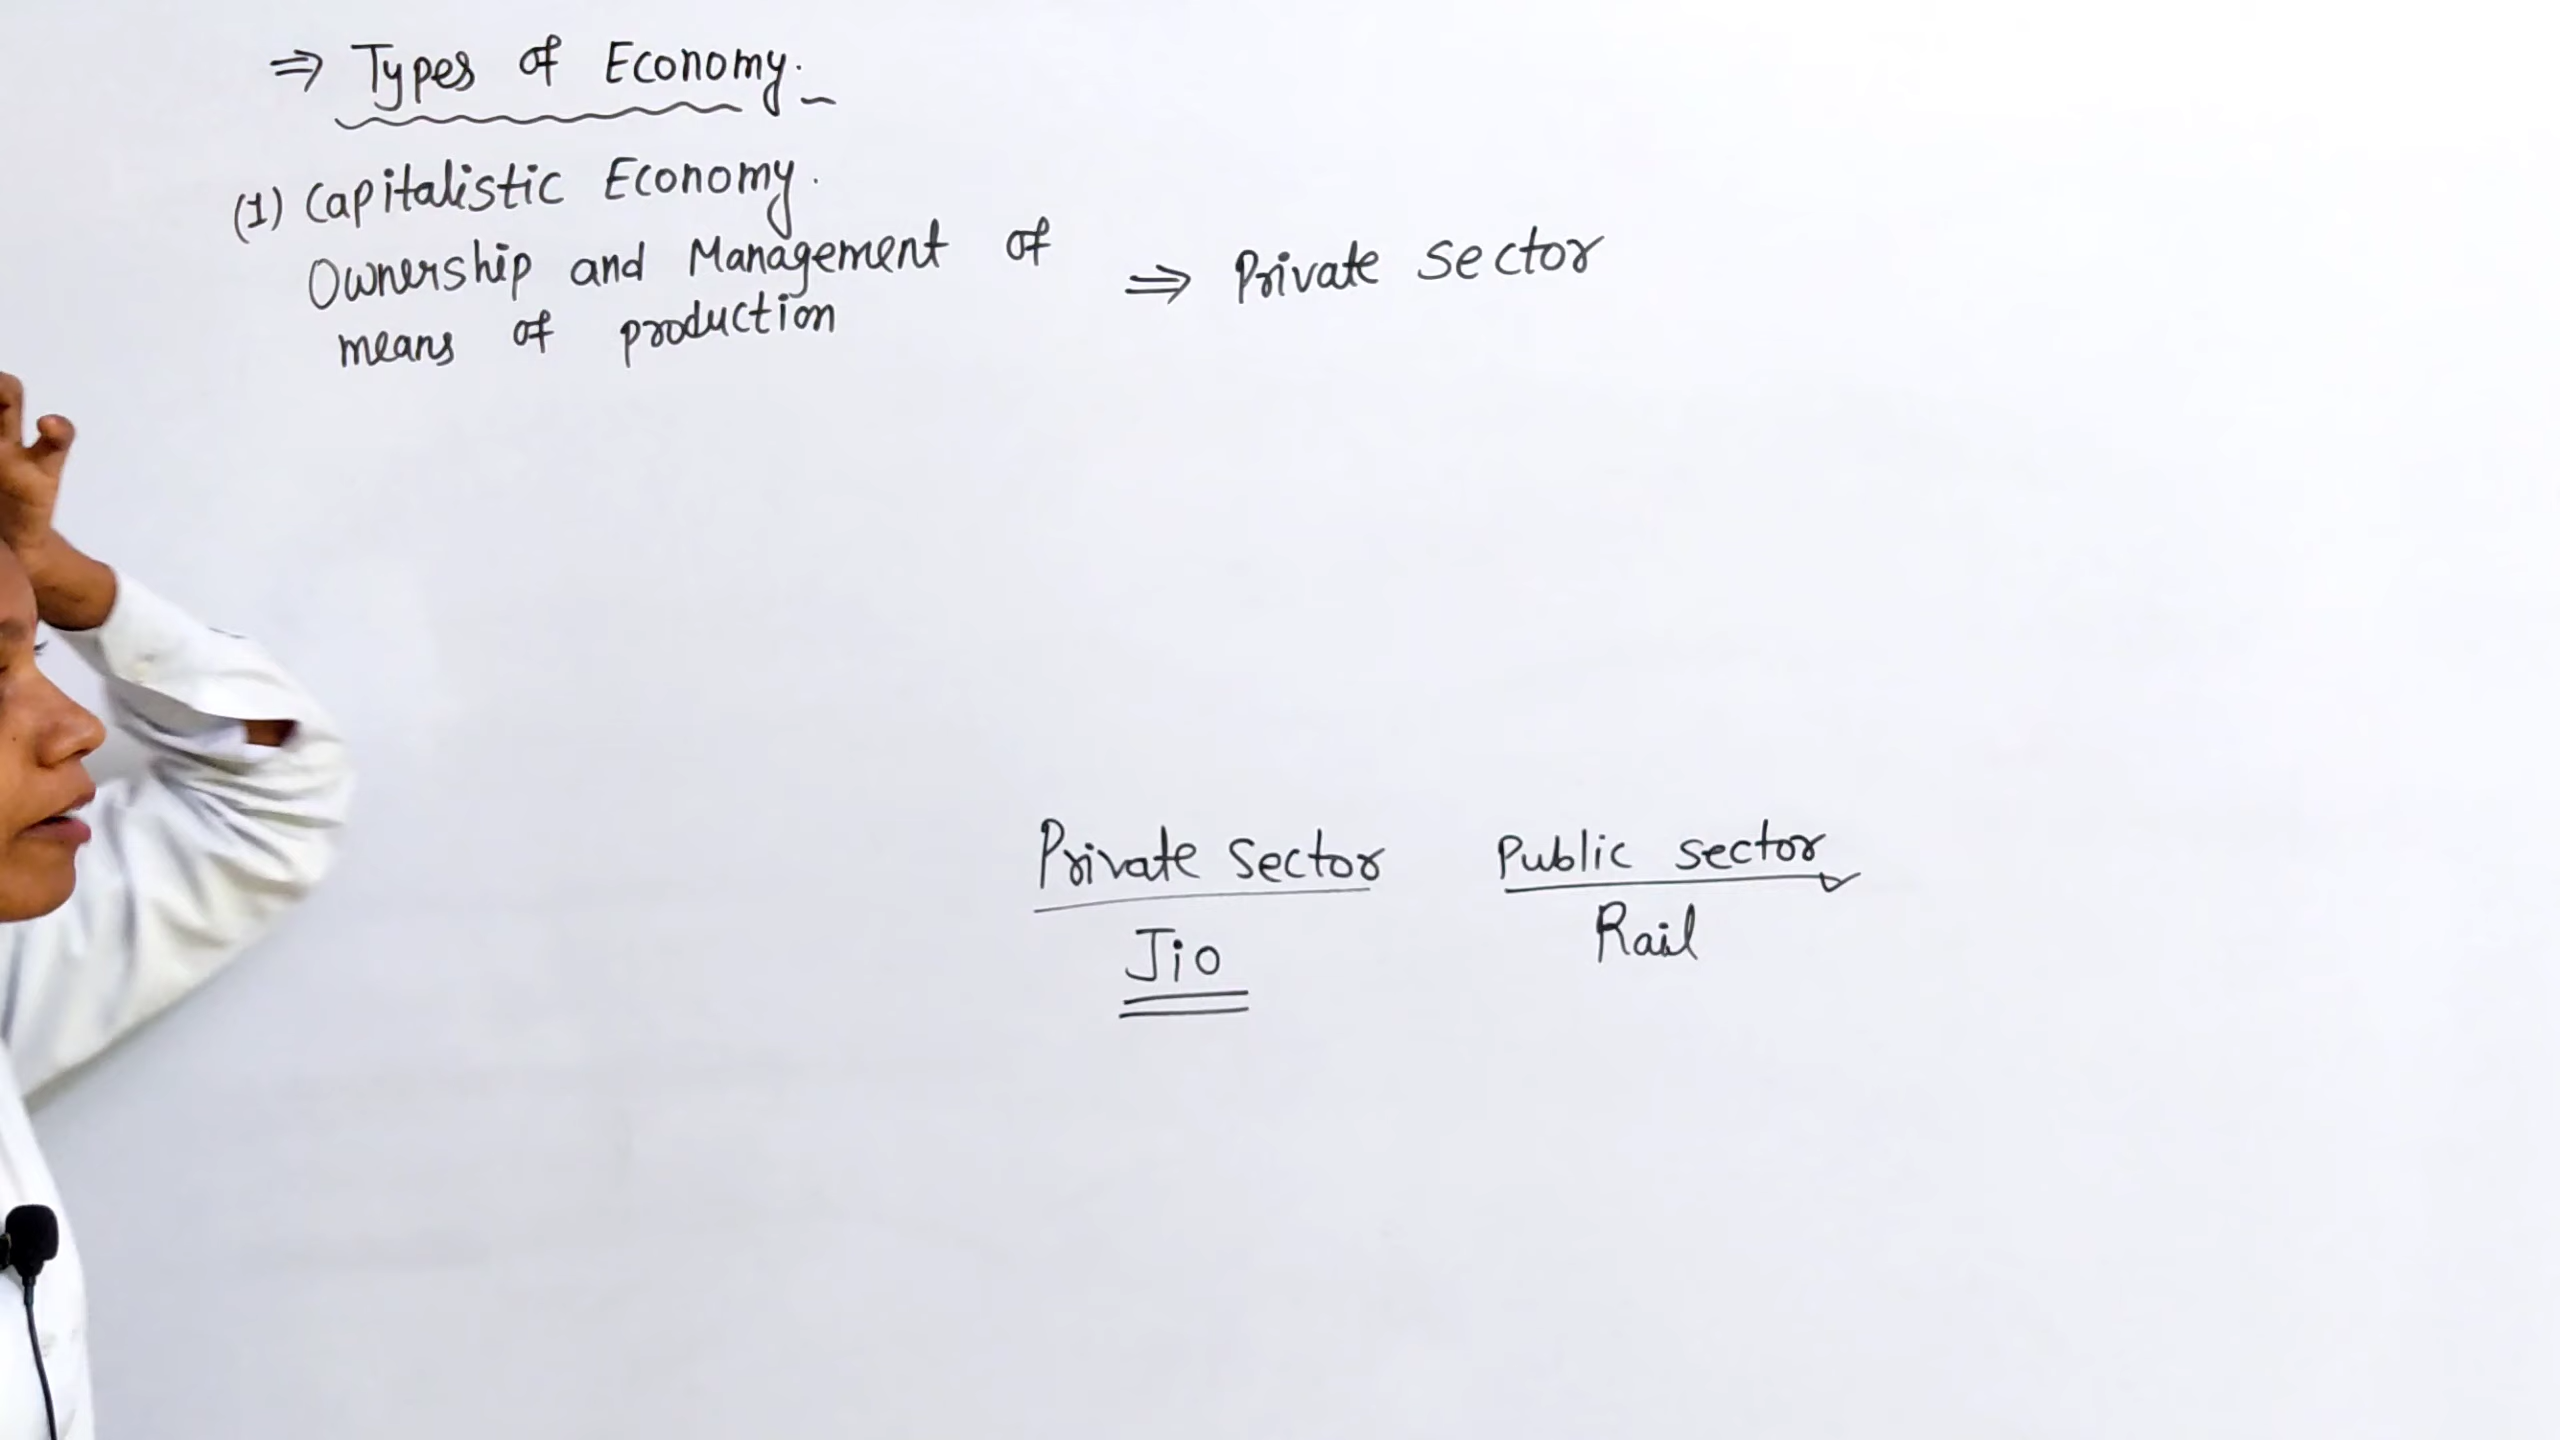 ⇒ Types of Economy.
(1) Capitalistic Economy.
Ownership and Management of
means of production
⇒ Private sector
Private sector
Jio
Public sector
Rail